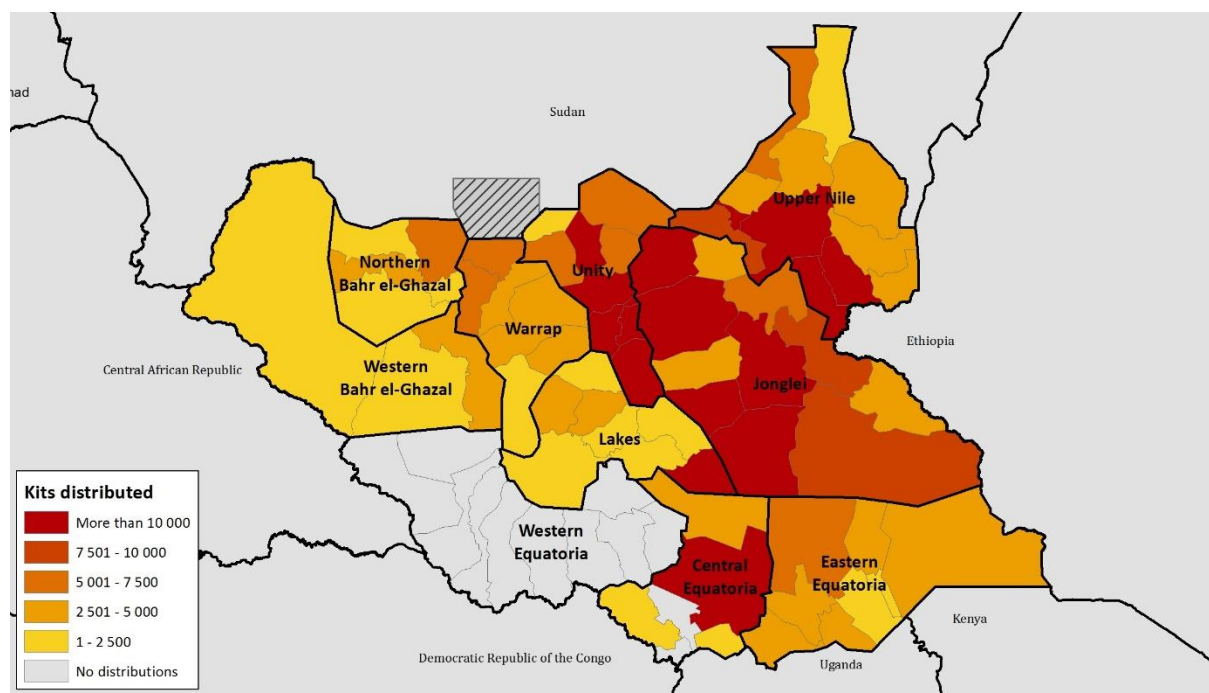 Sudan
had
Upper Nile
Northern
Bahr el-Ghazal
Unity
Warrap
Ethiopia
Central African Republic
Western
Bahr el-Ghazal
Jonglei
Lakes
Kits distributed
More than 10 000
7 501 - 10 000
5 001 - 7 500
2 501 - 5 000
1 - 2 500
No distributions
Western
Equatoria
Central
Equatoria
Eastern
Equatoria
Kenya
Democratic Republic of the Congo
Uganda